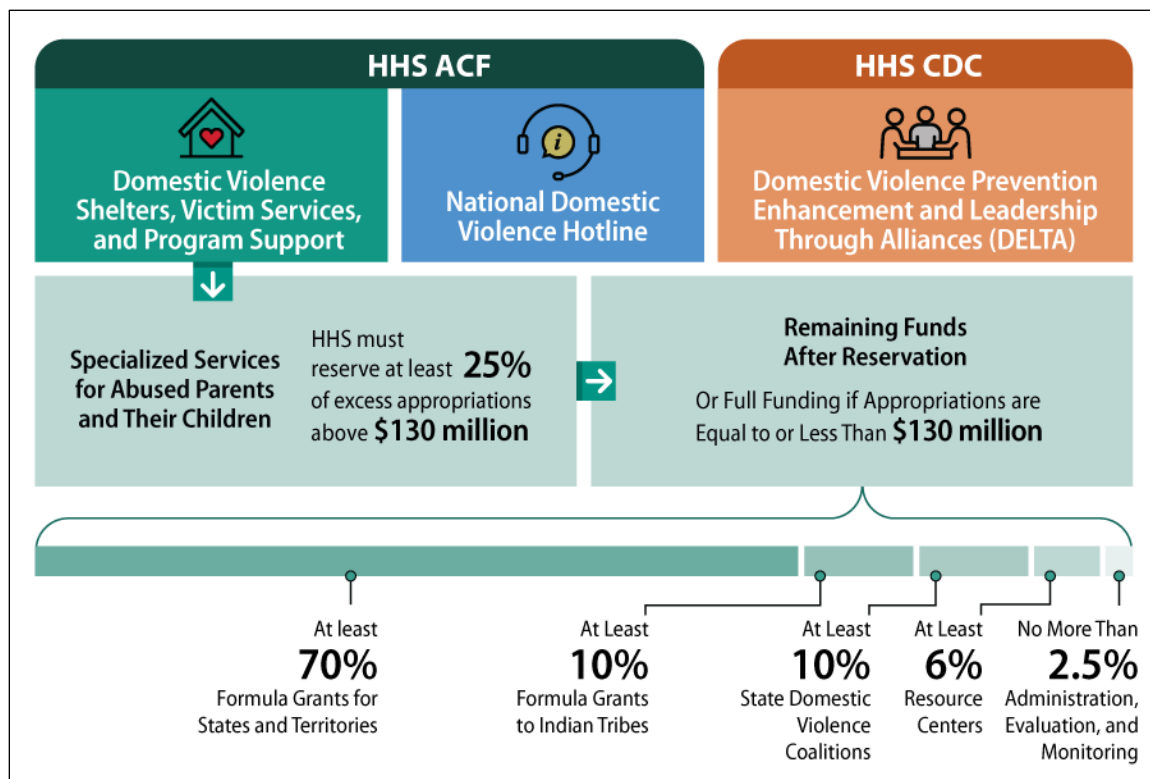 HHS ACF
HHS CDC
Domestic Violence
Shelters, Victim Services,
and Program Support
i
National Domestic
Violence Hotline
Domestic Violence Prevention
Enhancement and Leadership
Through Alliances (DELTA)
Specialized Services
for Abused Parents
and Their Children
HHS must
reserve at least 25%
of excess appropriations
above $130 million
Remaining Funds
After Reservation
Or Full Funding if Appropriations are
Equal to or Less Than $130 million
At least
70%
Formula Grants for
States and Territories
At Least
10%
Formula Grants
to Indian Tribes
At Least
10%
State Domestic
Violence
Coalitions
At Least
6%
Resource
Centers
No More Than
2.5%
Administration,
Evaluation, and
Monitoring